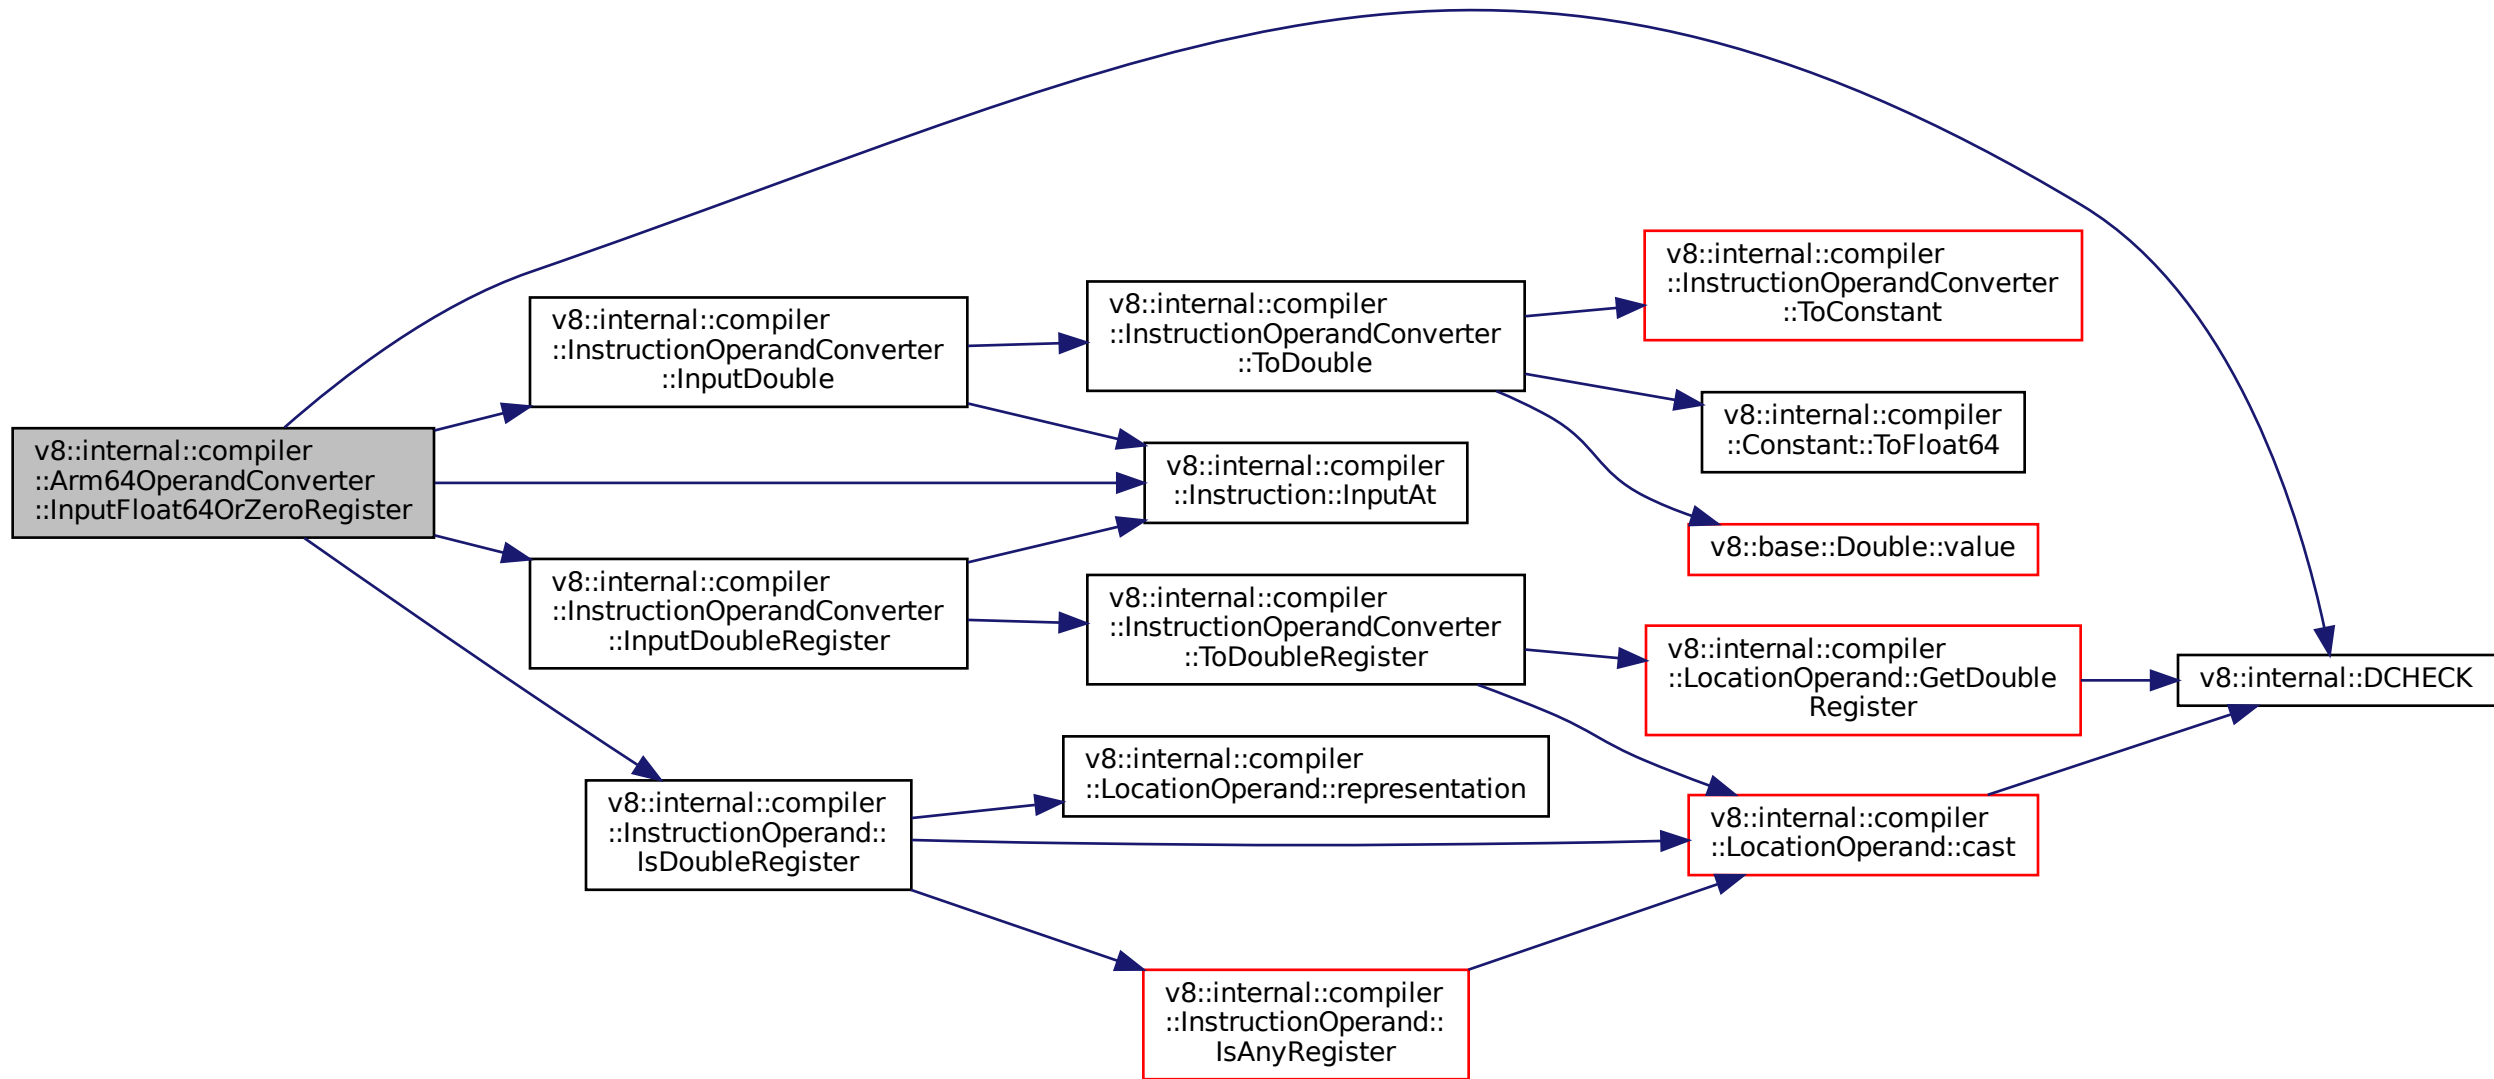 v8::internal::compiler
::Arm64OperandConverter
::InputFloat64OrZeroRegister
v8::internal::compiler
::InstructionOperandConverter
::InputDouble
v8::internal::compiler
::InstructionOperandConverter
::InputDoubleRegister
v8::internal::compiler
::InstructionOperand::
IsDoubleRegister
v8::internal::compiler
::InstructionOperandConverter
::ToDouble
v8::internal::compiler
::Instruction::InputAt
v8::internal::compiler
::InstructionOperandConverter
::ToDoubleRegister
v8::internal::compiler
::LocationOperand::representation
v8::internal::compiler
::InstructionOperand::
IsAnyRegister
v8::internal::compiler
::InstructionOperandConverter
::ToConstant
v8::internal::compiler
::Constant::ToFloat64
v8::base::Double::value
v8::internal::compiler
::LocationOperand::GetDouble
Register
v8::internal::compiler
::LocationOperand::cast
v8::internal::DCHECK